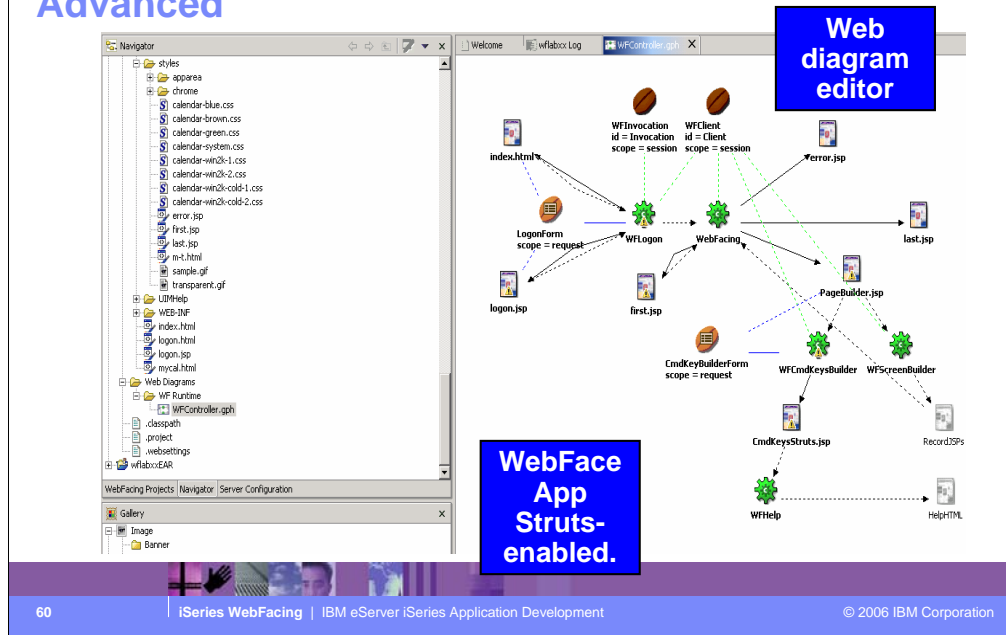 Advanced
Navigator
styles
apparea
chrome
calendar-blue.css
calendar-brown.css
calendar-green.css
calendar-system.css
calendar-win2k-1.css
calendar-win2k-2.css
calendar-win2k-cold-1.css
calendar-win2k-cold-2.css
error.jsp
first.jsp
last.jsp
m-t.html
sample.gif
transparent.gif
UIMHelp
WEB-INF
index.html
logon.html
logon.jsp
mycal.html
Web Diagrams
WF Runtime
WFController.gph
.classpath
.project
.websettings
wflabxxEAR
WebFacing Projects Navigator Server Configuration
Gallery
Image
Banner
Welcome wflabxx Log WFController.gph
Web
diagram
editor
WFInvocation
id = Invocation
scope = session
WFClient
id = Client
scope = session
index.html
error.jsp
LogonForm
scope = request
WFLogon
WebFacing
last.jsp
logon.jsp
first.jsp
PageBuilder.jsp
CmdKeyBuilderForm
scope = request
WFCmdKeysBuilder
WFScreenBuilder
CmdKeysStruts.jsp
RecordJSPs
WFHelp
HelpHTML
WebFace
App
Struts-
enabled.
60 iSeries WebFacing | IBM eServer iSeries Application Development © 2006 IBM Corporation